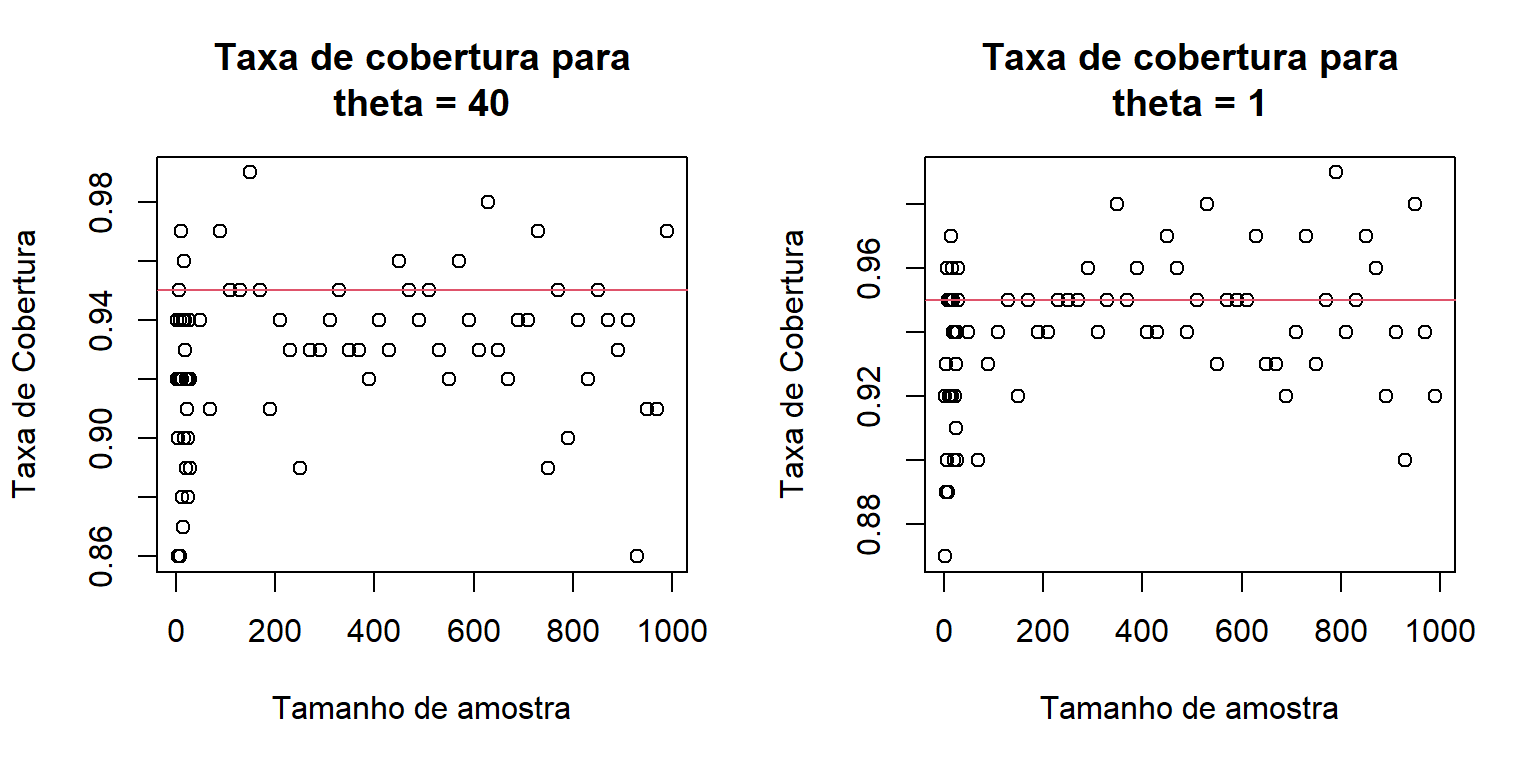 Taxa de cobertura para
theta = 40
Taxa de Cobertura
0.98
0.94
0.90
0.86
0 200 400 600 800 1000
Tamanho de amostra
Taxa de cobertura para
theta = 1
Taxa de Cobertura
0.96
0.92
0.88
0 200 400 600 800 1000
Tamanho de amostra